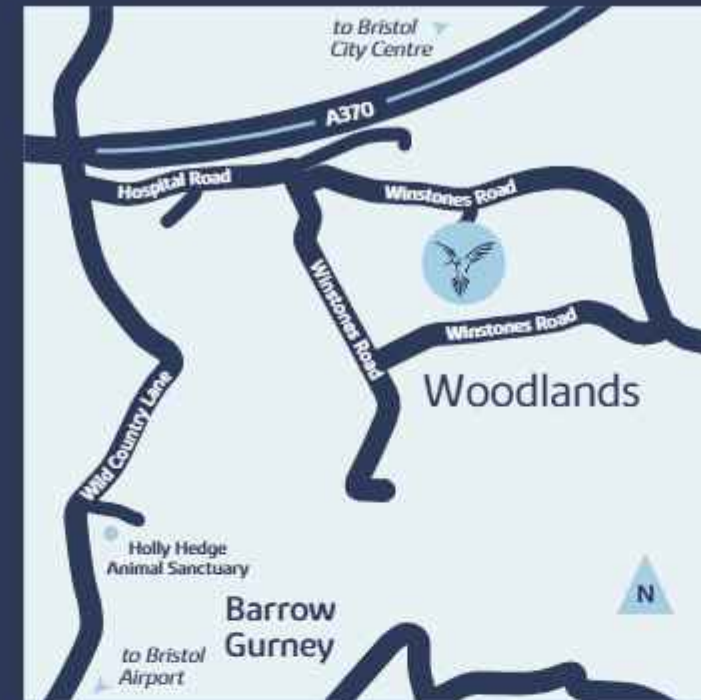 to Bristol
City Centre
A370
Hospital Road
Winstones Road
Winstones Road
Winstones Road
Woodlands
Wild Country Lane
Holly Hedge
Animal Sanctuary
N
Barrow
Gurney
to Bristol
Airport